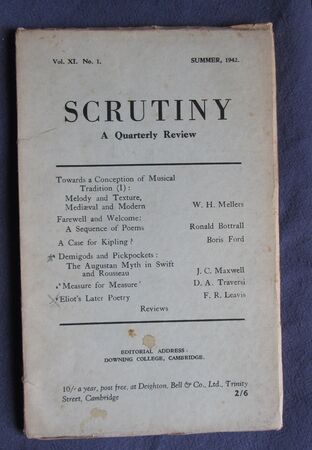 Vol. XI. No. 1. SUMMER, 1942.
SCRUTINY
A Quarterly Review
Towards a Conception of Musical
Tradition (I) :
Melody and Texture,
Mediæval and Modern W. H. Mellers
Farewell and Welcome:
A Sequence of Poems Ronald Bottrall
A Case for Kipling? Boris Ford
Demigods and Pickpockets :
The Augustan Myth in Swift
and Rousseau J. C. Maxwell
'Measure for Measure' D. A. Traversi
Eliot's Later Poetry F. R. Leavis
Reviews
EDITORIAL ADDRESS :
DOWNING COLLEGE, CAMBRIDGE.
10/- a year, post free, at Deighton, Bell & Co., Ltd., Trinity
Street, Cambridge 2/6